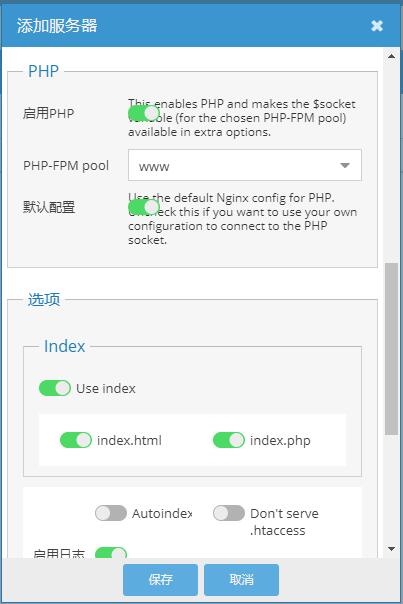 添加服务器
PHP
启用PHP
This enables PHP and makes the $socket
variable (for the chosen PHP-FPM pool)
available in extra options.
PHP-FPM pool
www
默认配置
Use the default Nginx config for PHP.
Uncheck this if you want to use your own
configuration to connect to the PHP
socket.
选项
Index
Use index
index.html
index.php
Autoindex
Don't serve
.htaccess
启用日志
保存
取消